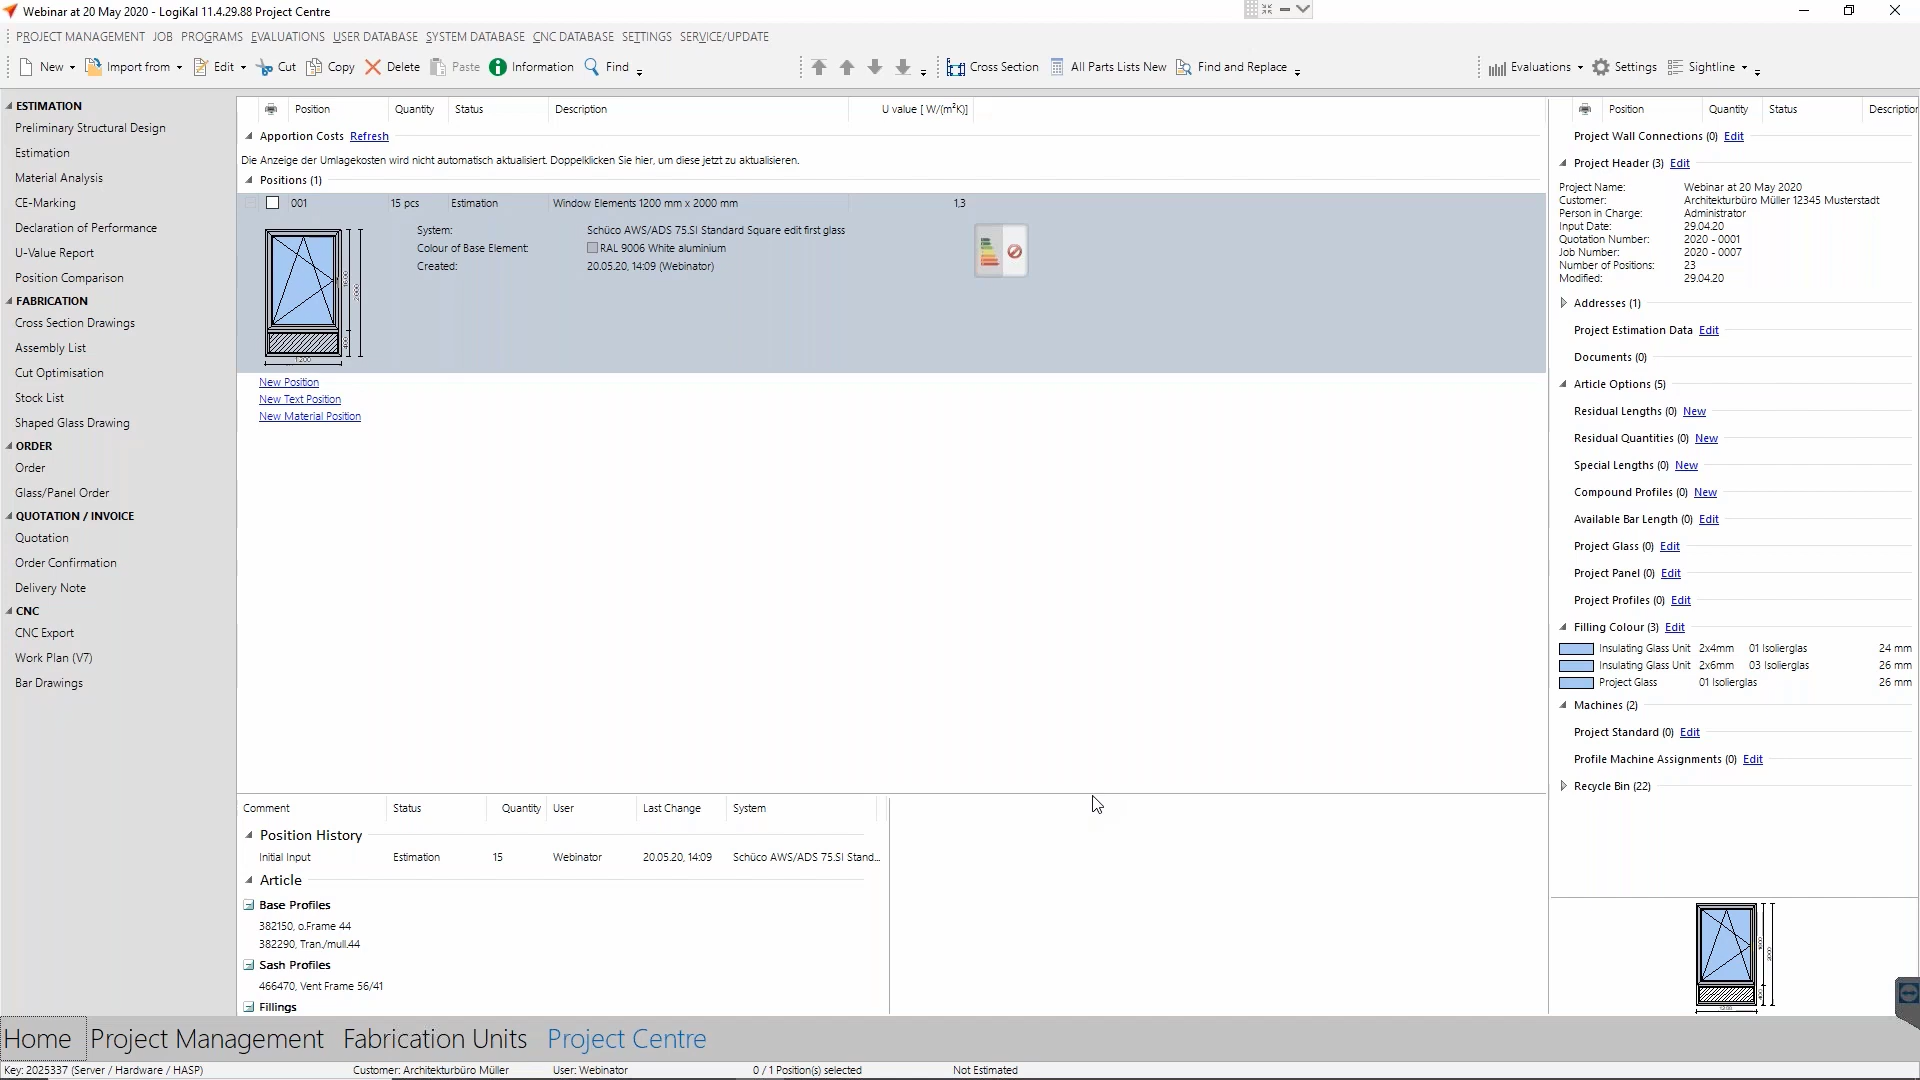 Webinar at 20 May 2020 - LogiKal 11.4.29.88 Project Centre
PROJECT MANAGEMENT JOB PROGRAMS EVALUATIONS USER DATABASE SYSTEM DATABASE CNC DATABASE SETTINGS SERVICE/UPDATE
New Import from Edit Cut Copy Delete Paste Information Find Cross Section All Parts Lists New Find and Replace Evaluations Settings Sightline
ESTIMATION
Preliminary Structural Design
Estimation
Material Analysis
CE-Marking
Declaration of Performance
U-Value Report
Position Comparison
FABRICATION
Cross Section Drawings
Assembly List
Cut Optimisation
Stock List
Shaped Glass Drawing
ORDER
Order
Glass/Panel Order
QUOTATION / INVOICE
Quotation
Order Confirmation
Delivery Note
CNC
CNC Export
Work Plan (V7)
Bar Drawings
Position Quantity Status Description U value [ W/(m²K)]
Apportion Costs Refresh
Die Anzeige der Umlagekosten wird nicht automatisch aktualisiert. Doppelklicken Sie hier, um diese jetzt zu aktualisieren.
Positions (1)
001 15 pcs Estimation Window Elements 1200 mm x 2000 mm 1,3
System: Schüco AWS/ADS 75.SI Standard Square edit first glass
Colour of Base Element: RAL 9006 White aluminium
Created: 20.05.20, 14:09 (Webinator)
1600
2000
400
1200
New Position
New Text Position
New Material Position
Comment Status Quantity User Last Change System
Position History
Initial Input Estimation 15 Webinator 20.05.20, 14:09 Schüco AWS/ADS 75.SI Stand...
Article
Base Profiles
382150, o.Frame 44
382290, Tran./mull.44
Sash Profiles
466470, Vent Frame 56/41
Fillings
Position Quantity Status Description
Project Wall Connections (0) Edit
Project Header (3) Edit
Project Name: Webinar at 20 May 2020
Customer: Architekturbüro Müller 12345 Musterstadt
Person in Charge: Administrator
Input Date: 29.04.20
Quotation Number: 2020 - 0001
Job Number: 2020 - 0007
Number of Positions: 23
Modified: 29.04.20
Addresses (1)
Project Estimation Data Edit
Documents (0)
Article Options (5)
Residual Lengths (0) New
Residual Quantities (0) New
Special Lengths (0) New
Compound Profiles (0) New
Available Bar Length (0) Edit
Project Glass (0) Edit
Project Panel (0) Edit
Project Profiles (0) Edit
Filling Colour (3) Edit
Insulating Glass Unit 2x4mm 01 Isolierglas 24 mm
Insulating Glass Unit 2x6mm 03 Isolierglas 26 mm
Project Glass 01 Isolierglas 26 mm
Machines (2)
Project Standard (0) Edit
Profile Machine Assignments (0) Edit
Recycle Bin (22)
Home Project Management Fabrication Units Project Centre
Key: 2025337 (Server / Hardware / HASP) Customer: Architekturbüro Müller User: Webinator 0 / 1 Position(s) selected Not Estimated